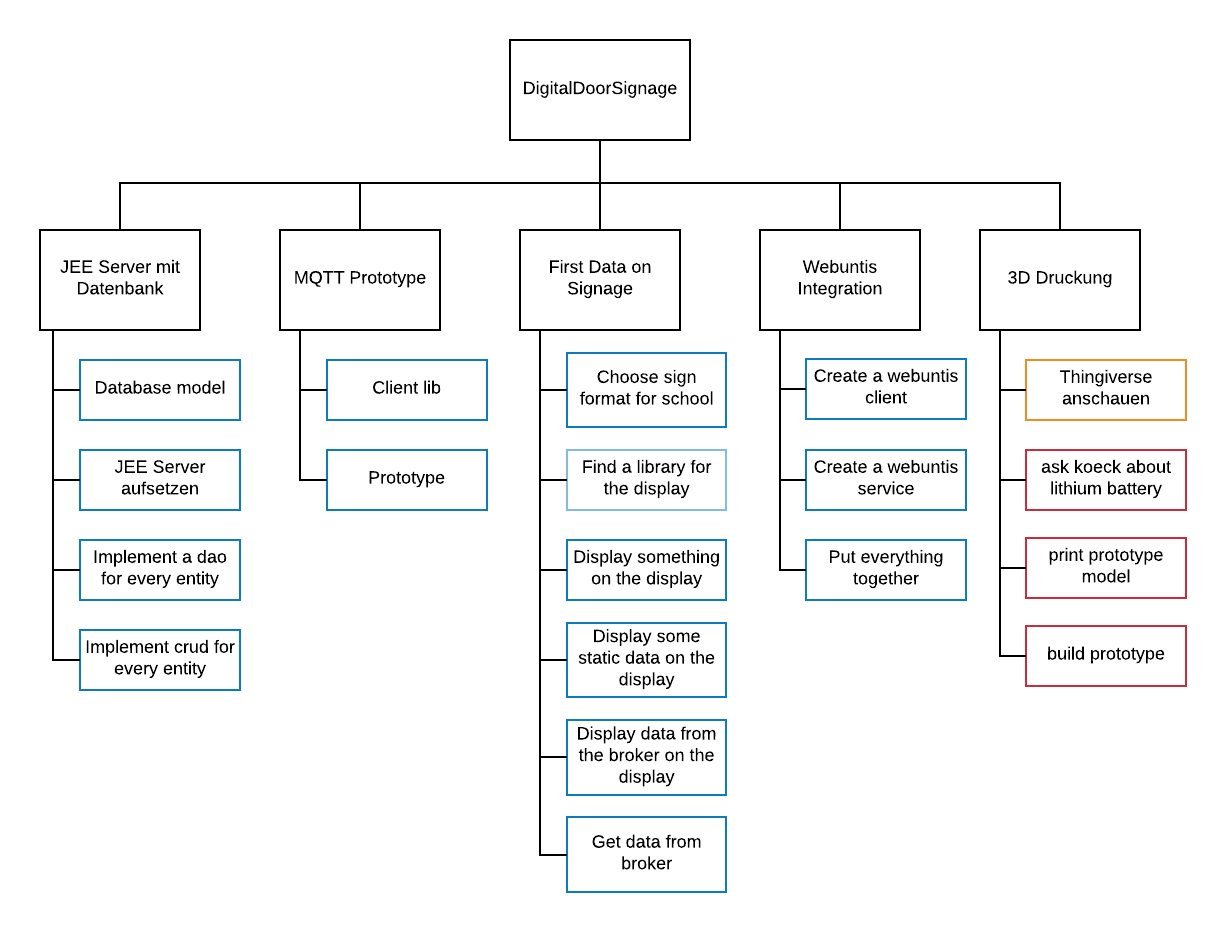 DigitalDoorSignage
JEE Server mit
Datenbank
MQTT Prototype
First Data on
Signage
Webuntis
Integration
3D Druckung
Database model
JEE Server
aufsetzen
Implement a dao
for every entity
Implement crud for
every entity
Client lib
Prototype
Choose sign
format for school
Find a library for
the display
Display something
on the display
Display some
static data on the
display
Display data from
the broker on the
display
Get data from
broker
Create a webuntis
client
Create a webuntis
service
Put everything
together
Thingiverse
anschauen
ask koeck about
lithium battery
print prototype
model
build prototype